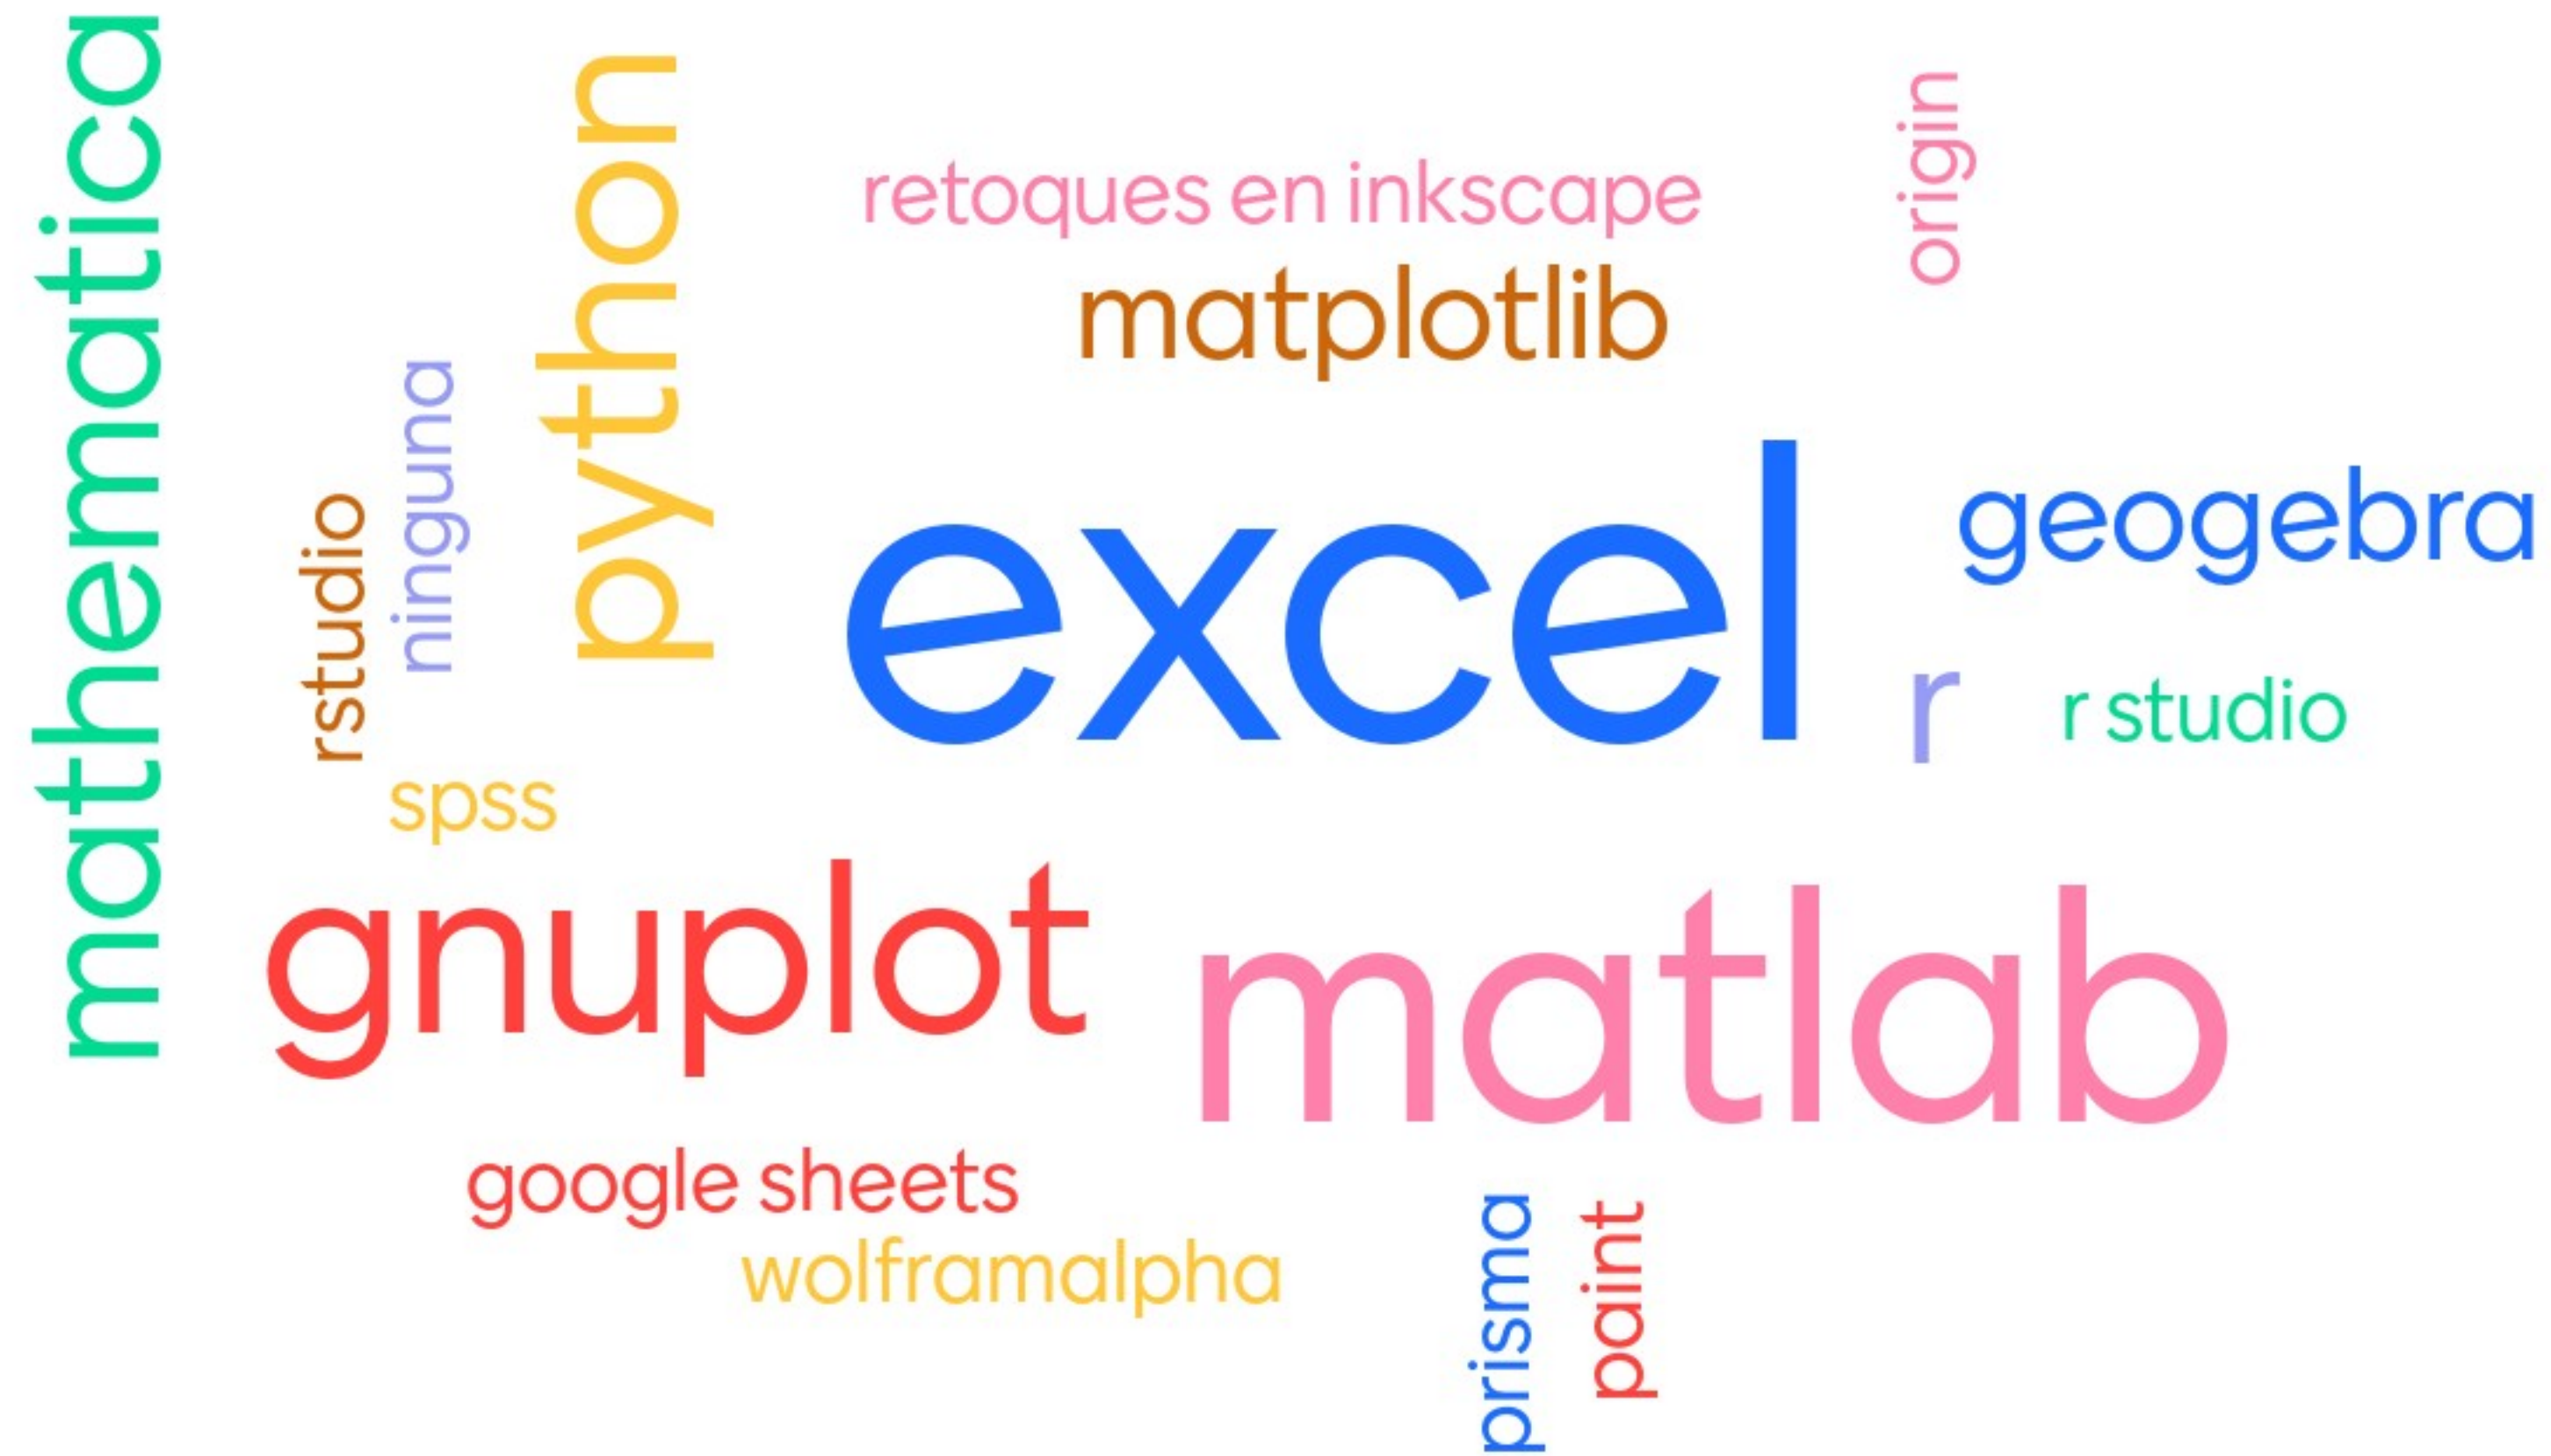 mathematica
python
origin
retoques en inkscape
matplotlib
ninguna
rstudio
excel
geogebra
r
r studio
spss
gnuplot
matlab
google sheets
wolframalpha
prisma
paint